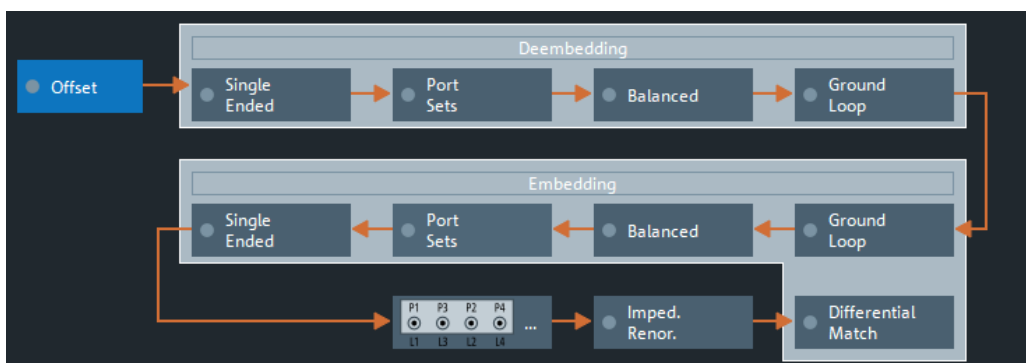 Deembedding
Offset
Single
Ended
Port
Sets
Balanced
Ground
Loop
Embedding
Single
Ended
Port
Sets
Balanced
Ground
Loop
P1 P3 P2 P4
L1 L3 L2 L4
...
Imped.
Renor.
Differential
Match